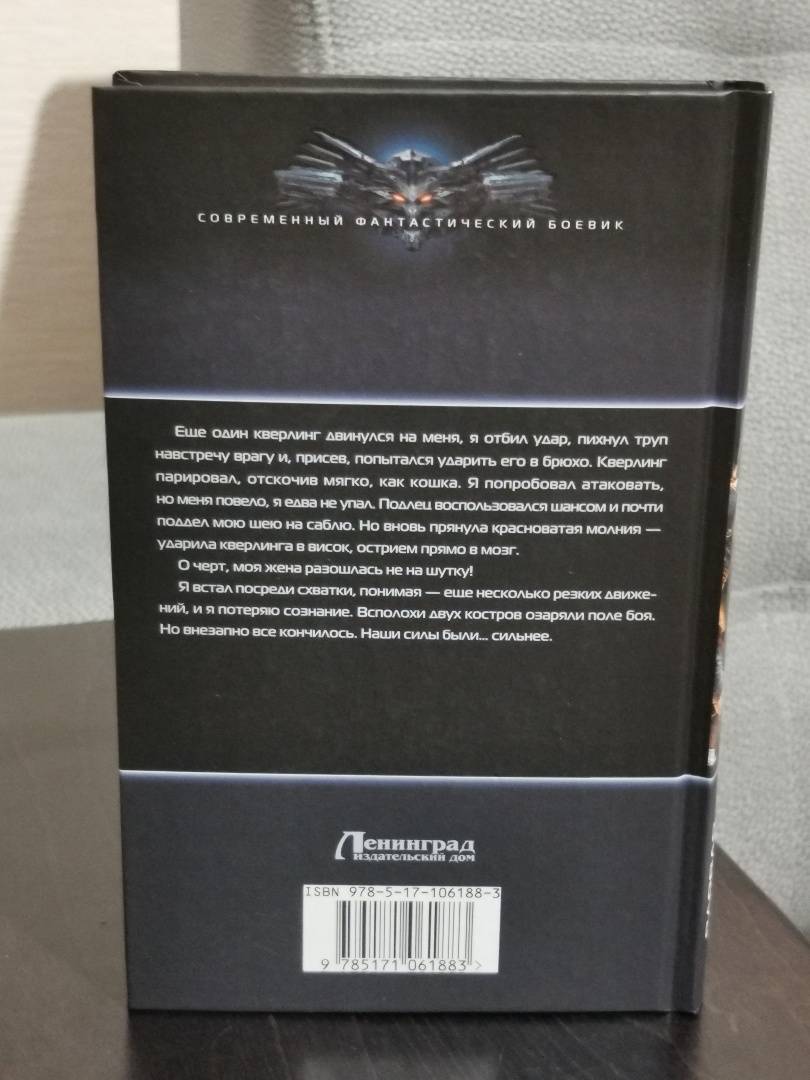 СОВРЕМЕННЫЙ ФАНТАСТИЧЕСКИЙ БОЕВИК
Еще один кверлинг двинулся на меня, я отбил удар, пихнул труп
навстречу врагу и, присев, попытался ударить его в брюхо. Кверлинг
парировал, отскочив мягко, как кошка. Я попробовал атаковать,
но меня повело, я едва не упал. Подлец воспользовался шансом и почти
поддел мою шею на саблю. Но вновь прянула красноватая молния —
ударила кверлинга в висок, острием прямо в мозг.
О черт, моя жена разошлась не на шутку!
Я встал посреди схватки, понимая — еще несколько резких движе-
ний, и я потеряю сознание. Всполохи двух костров озаряли поле боя.
Но внезапно все кончилось. Наши силы были... сильнее.
Ленинград
издательский дом
ISBN 978-5-17-106188-3
9 785171 061883 >